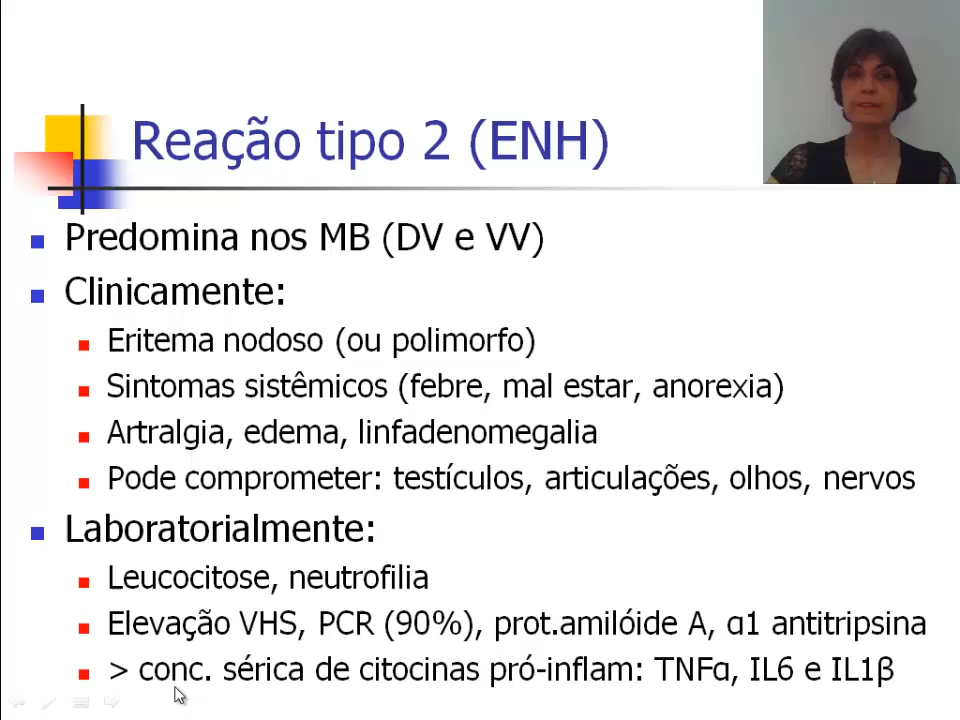 Reação tipo 2 (ENH)
Predomina nos MB (DV e VV)
Clinicamente:
Eritema nodoso (ou polimorfo)
Sintomas sistêmicos (febre, mal estar, anorexia)
Artralgia, edema, linfadenomegalia
Pode comprometer: testículos, articulações, olhos, nervos
Laboratorialmente:
Leucocitose, neutrofilia
Elevação VHS, PCR (90%), prot.amilóide A, α1 antitripsina
> conc. sérica de citocinas pró-inflam: TNFα, IL6 e IL1β